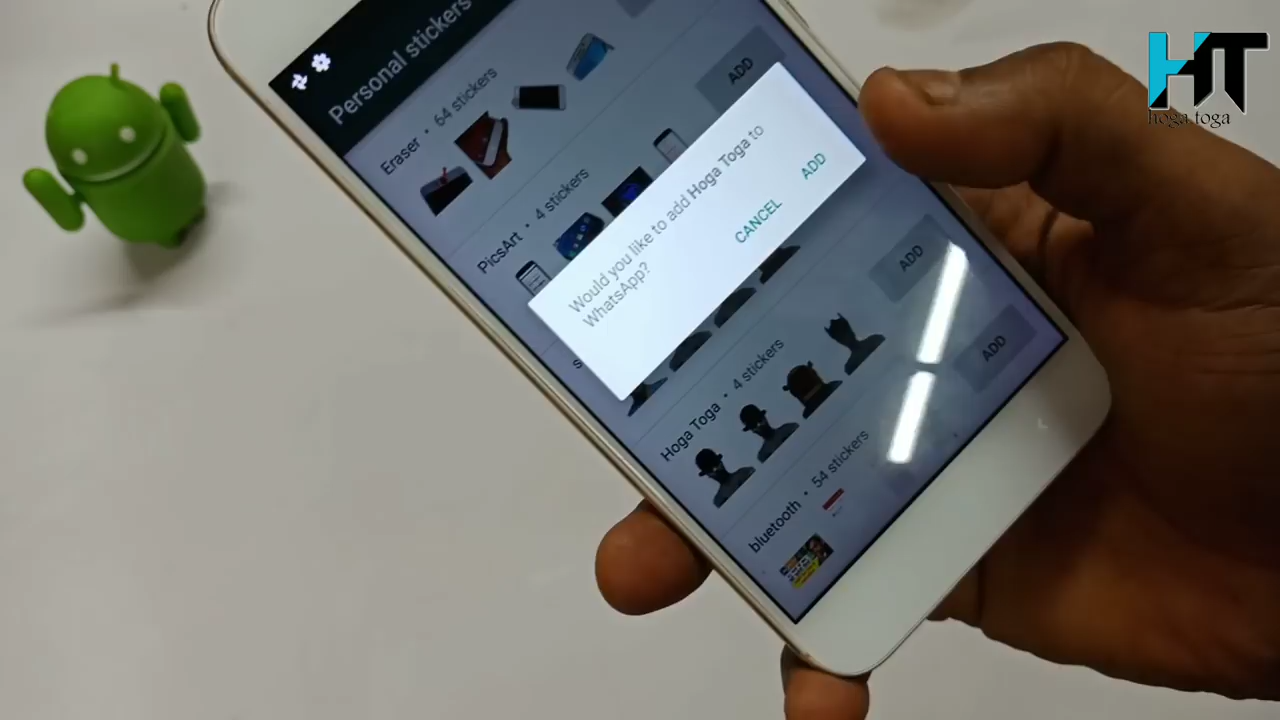 Personal stickers
Eraser • 64 stickers
ADD
PicsArt • 4 stickers
Would you like to add Hoga Toga to
WhatsApp?
CANCEL
ADD
s
ADD
Hoga Toga • 4 stickers
ADD
bluetooth • 54 stickers
HT
hoga toga